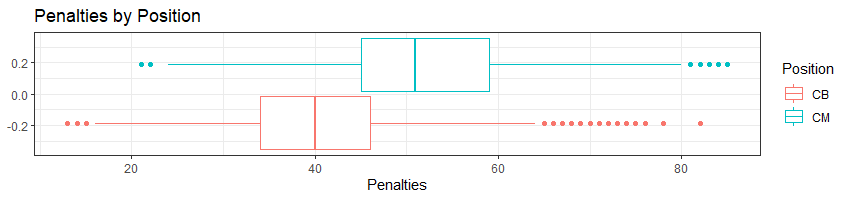 Penalties by Position
0.2
0.0
-0.2
20 40 60 80
Penalties
Position
CB
CM